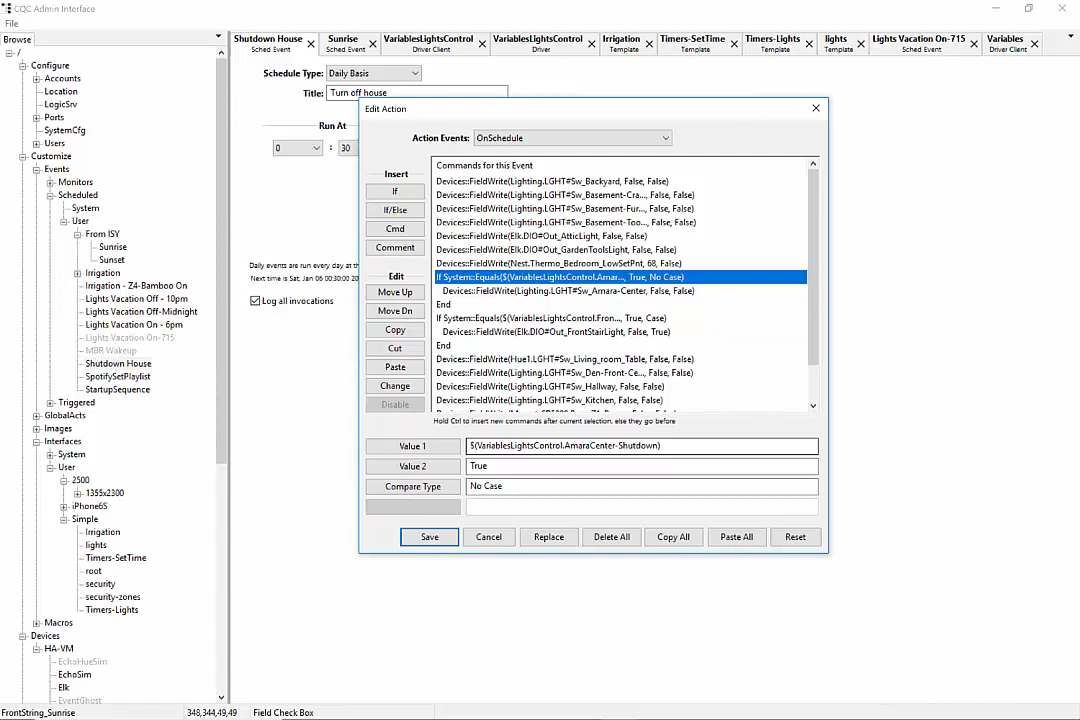 CQC Admin Interface
File
Browse
/
Configure
Accounts
Location
LogicSrv
Ports
SystemCfg
Users
Customize
Events
Monitors
Scheduled
System
User
From ISY
Sunrise
Sunset
Irrigation
Irrigation - Z4-Bamboo On
Lights Vacation Off - 10pm
Lights Vacation Off-Midnight
Lights Vacation On - 6pm
Lights Vacation On-715
MBR Wakeup
Shutdown House
SpotifySetPlaylist
StartupSequence
Triggered
GlobalActs
Images
Interfaces
System
User
2500
1355x2300
iPhone6S
Simple
Irrigation
lights
Timers-SetTime
root
security
security-zones
Timers-Lights
Macros
Devices
HA-VM
EchoHueSim
EchoSim
Elk
EventGhost
Shutdown House
Sched Event
Sunrise
Sched Event
VariablesLightsControl
Driver Client
VariablesLightsControl
Driver
Irrigation
Template
Timers-SetTime
Template
Timers-Lights
Template
lights
Template
Lights Vacation On-715
Sched Event
Variables
Driver Client
Schedule Type: Daily Basis
Title: Turn off house
Run At
0 : 30
Daily events are run every day at th
Next time is Sat, Jan 06 00:30:00 20
Log all invocations
Edit Action
Action Events: OnSchedule
Insert
If
If/Else
Cmd
Comment
Edit
Move Up
Move Dn
Copy
Cut
Paste
Change
Disable
Commands for this Event
Devices::FieldWrite(Lighting.LGHT#Sw_Backyard, False, False)
Devices::FieldWrite(Lighting.LGHT#Sw_Basement-Cra..., False, False)
Devices::FieldWrite(Lighting.LGHT#Sw_Basement-Fur..., False, False)
Devices::FieldWrite(Lighting.LGHT#Sw_Basement-Too..., False, False)
Devices::FieldWrite(Elk.DIO#Out_AtticLight, False, False)
Devices::FieldWrite(Elk.DIO#Out_GardenToolsLight, False, False)
Devices::FieldWrite(Nest.Thermo_Bedroom_LowSetPnt, 68, False)
If System::Equals($(VariablesLightsControl.Amar..., True, No Case)
Devices::FieldWrite(Lighting.LGHT#Sw_Amara-Center, False, False)
End
If System::Equals($(VariablesLightsControl.Fron..., True, Case)
Devices::FieldWrite(Elk.DIO#Out_FrontStairLight, False, True)
End
Devices::FieldWrite(Hue1.LGHT#Sw_Living_room_Table, False, False)
Devices::FieldWrite(Lighting.LGHT#Sw_Den-Front-Ce..., False, False)
Devices::FieldWrite(Lighting.LGHT#Sw_Hallway, False, False)
Devices::FieldWrite(Lighting.LGHT#Sw_Kitchen, False, False)
Hold Ctrl to insert new commands after current selection, else they go before
Value 1 $(VariablesLightsControl.AmaraCenter-Shutdown)
Value 2 True
Compare Type No Case
Save Cancel Replace Delete All Copy All Paste All Reset
FrontString_Sunrise 348,344,49,49 Field Check Box